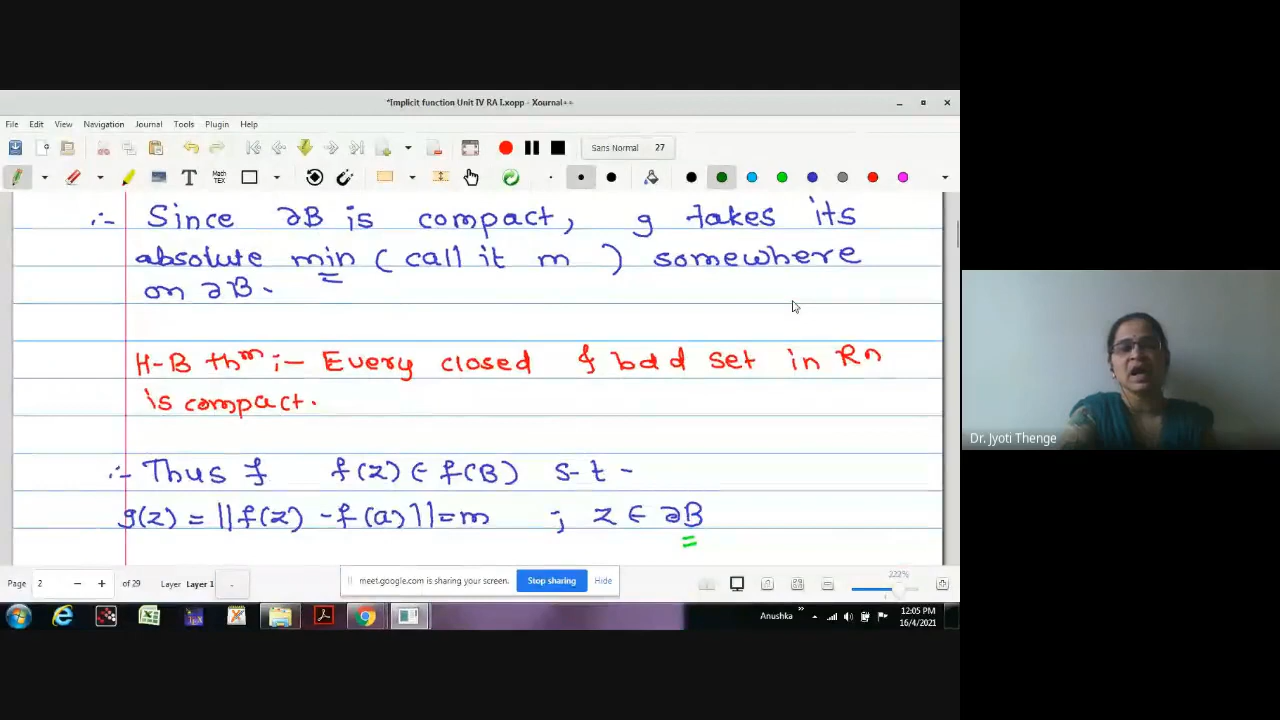 *Implicit function Unit IV RA I.xopp - Xournal++
File Edit View Navigation Journal Tools Plugin Help
Sans Normal 27
∴ Since ∂B is compact, g takes its
absolute min (call it m) somewhere
on ∂B.
H-B thm :- Every closed & bdd set in Rn
is compact.
∴ Thus f f(z) ∈ f(B) s-t-
g(z) = ||f(z) - f(a)|| = m ; z ∈ ∂B
Dr. Jyoti Thenge
Page 2 of 29 Layer Layer 1
222%
meet.google.com is sharing your screen. Stop sharing Hide
Anushka
12:05 PM
16/4/2021